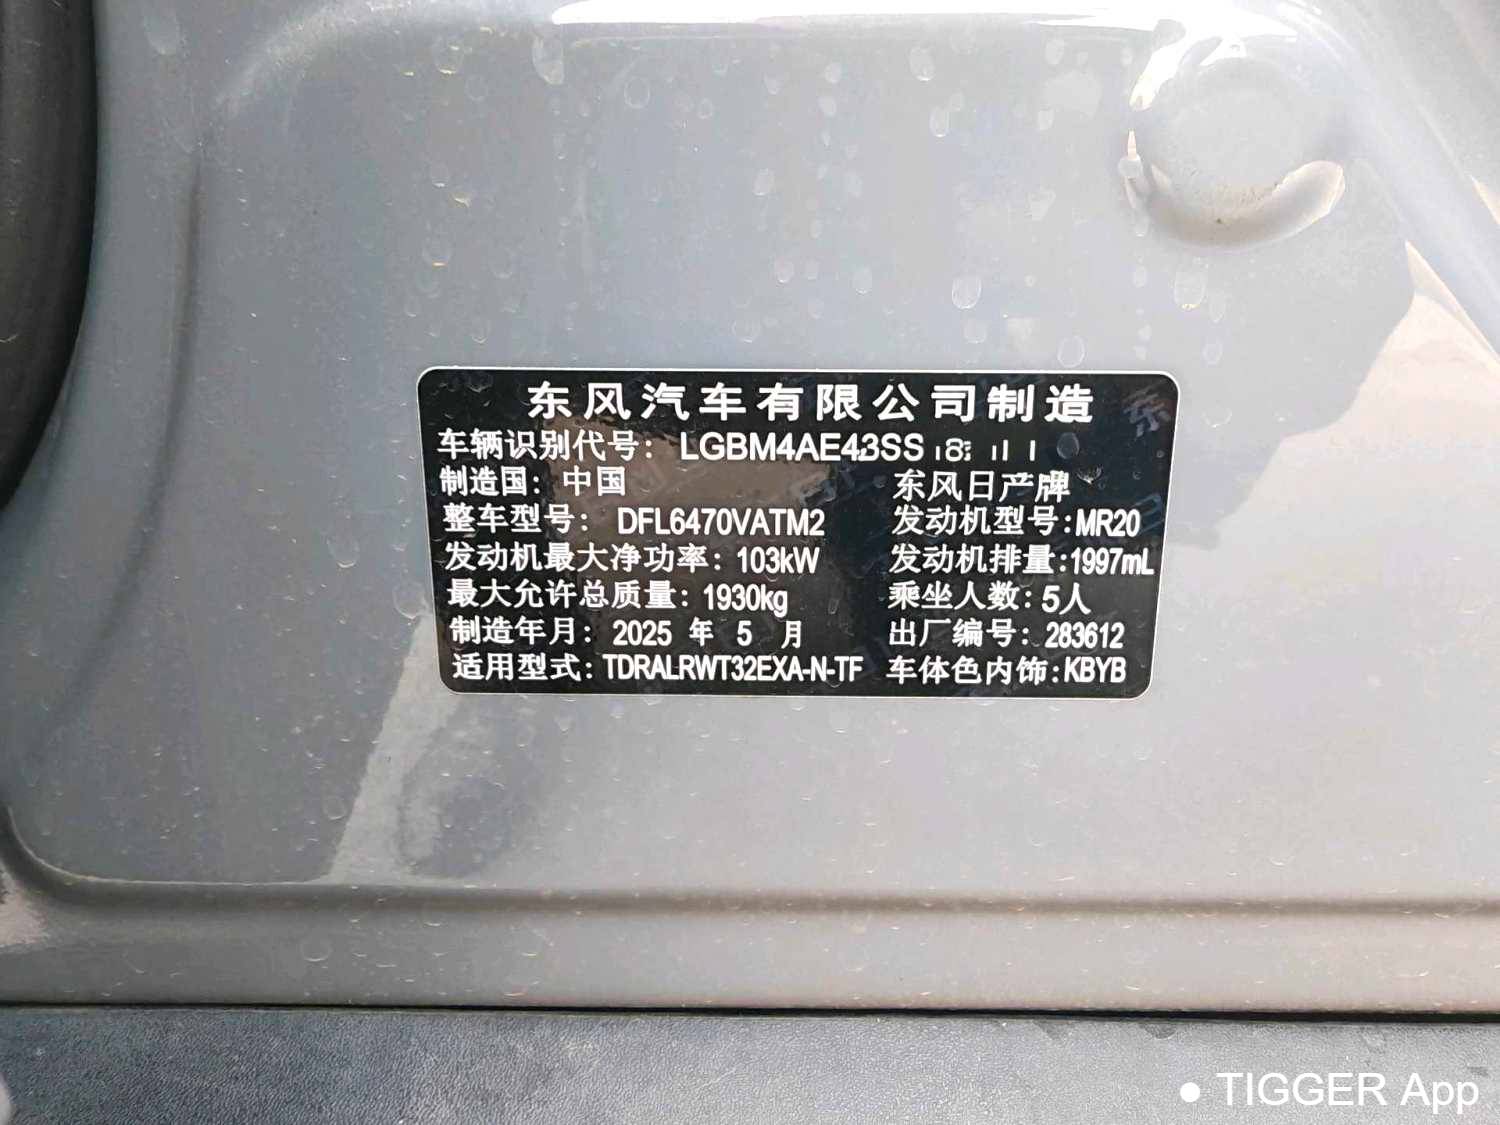 东风汽车有限公司制造
车辆识别代号：LGBM4AE43SS
制造国：中国 东风日产牌
整车型号：DFL6470VATM2 发动机型号:MR20
发动机最大净功率：103kW 发动机排量:1997mL
最大允许总质量：1930kg 乘坐人数：5人
制造年月：2025 年 5 月 出厂编号：283612
适用型式：TDRALRWT32EXA-N-TF 车体色内饰:KBYB
● TIGGER App